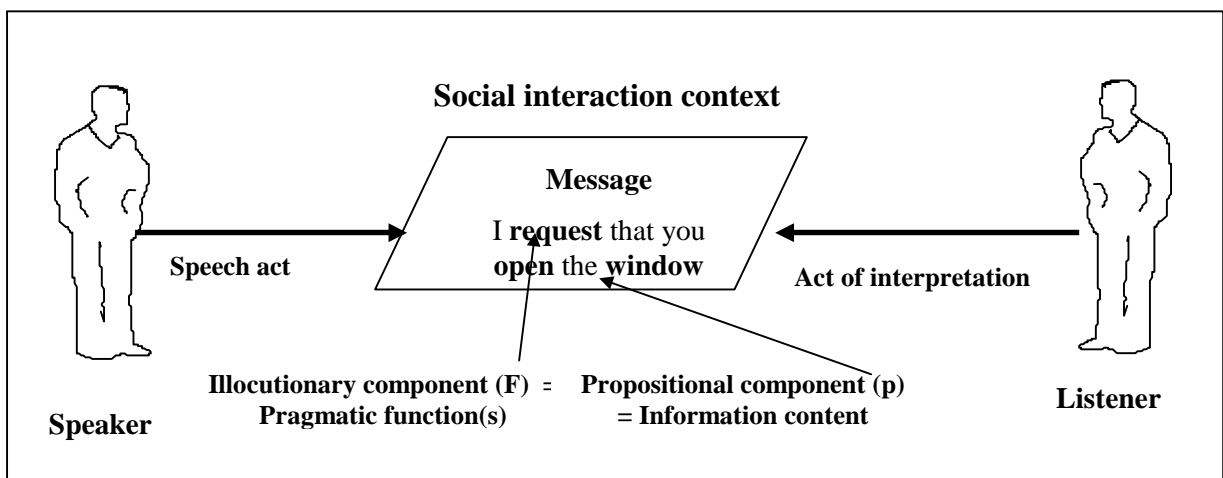 Social interaction context
Message
I request that you
open the window
Speech act
Act of interpretation
Illocutionary component (F) =
Pragmatic function(s)
Propositional component (p)
= Information content
Speaker
Listener